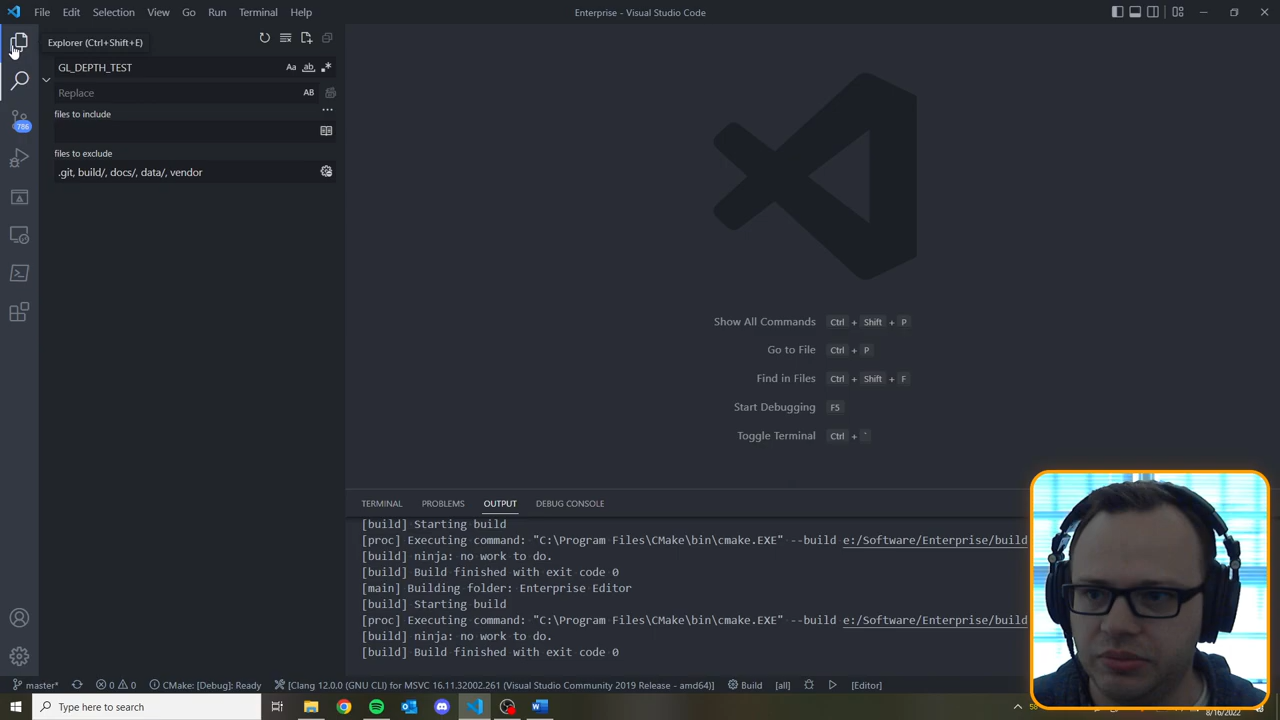 File Edit Selection View Go Run Terminal Help
Enterprise - Visual Studio Code
Explorer (Ctrl+Shift+E)
GL_DEPTH_TEST
Aa ab .*
Replace
AB
files to include
786
files to exclude
.git, build/, docs/, data/, vendor
Show All Commands Ctrl + Shift + P
Go to File Ctrl + P
Find in Files Ctrl + Shift + F
Start Debugging F5
Toggle Terminal Ctrl + `
TERMINAL PROBLEMS OUTPUT DEBUG CONSOLE
[build] Starting build
[proc] Executing command: "C:\Program Files\CMake\bin\cmake.EXE" --build e:/Software/Enterprise/build
[build] ninja: no work to do.
[build] Build finished with exit code 0
[main] Building folder: Enterprise Editor
[build] Starting build
[proc] Executing command: "C:\Program Files\CMake\bin\cmake.EXE" --build e:/Software/Enterprise/build
[build] ninja: no work to do.
[build] Build finished with exit code 0
master* 0 0 CMake: [Debug]: Ready [Clang 12.0.0 (GNU CLI) for MSVC 16.11.32002.261 (Visual Studio Community 2019 Release - amd64)] Build [all] [Editor]
Type here to search
8/16/2022